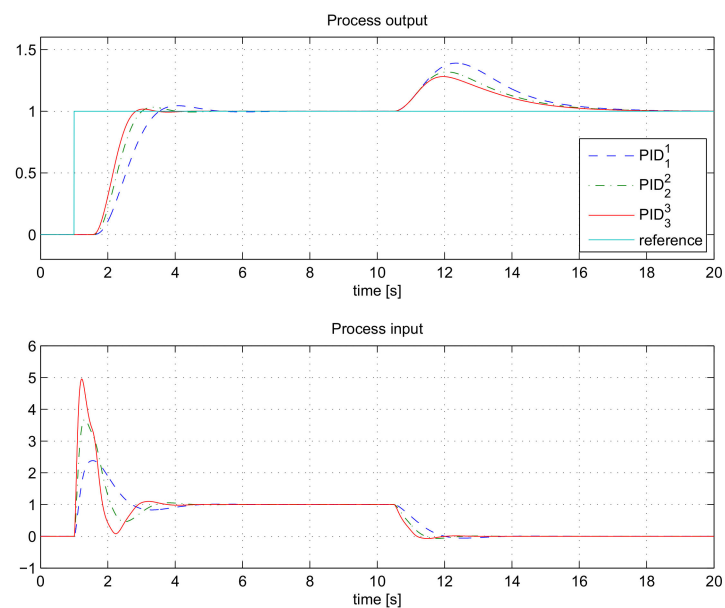 Process output
1.5
1
0.5
0
0 2 4 6 8 10 12 14 16 18 20
time [s]
PID¹₁
PID²₂
PID³₃
reference
Process input
6
5
4
3
2
1
0
−1
0 2 4 6 8 10 12 14 16 18 20
time [s]